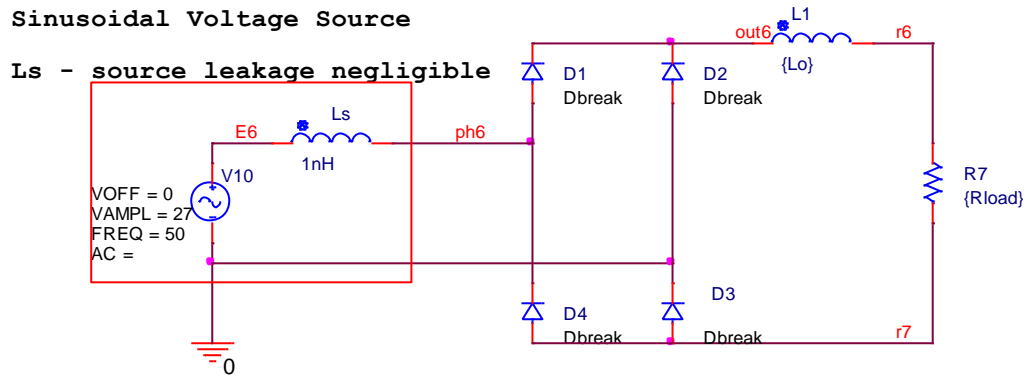 Sinusoidal Voltage Source
Ls - source leakage negligible
L1
out6
r6
{Lo}
D1
Dbreak
D2
Dbreak
Ls
E6
ph6
1nH
V10
VOFF = 0
VAMPL = 27
FREQ = 50
AC =
R7
{Rload}
D4
Dbreak
D3
Dbreak
r7
0